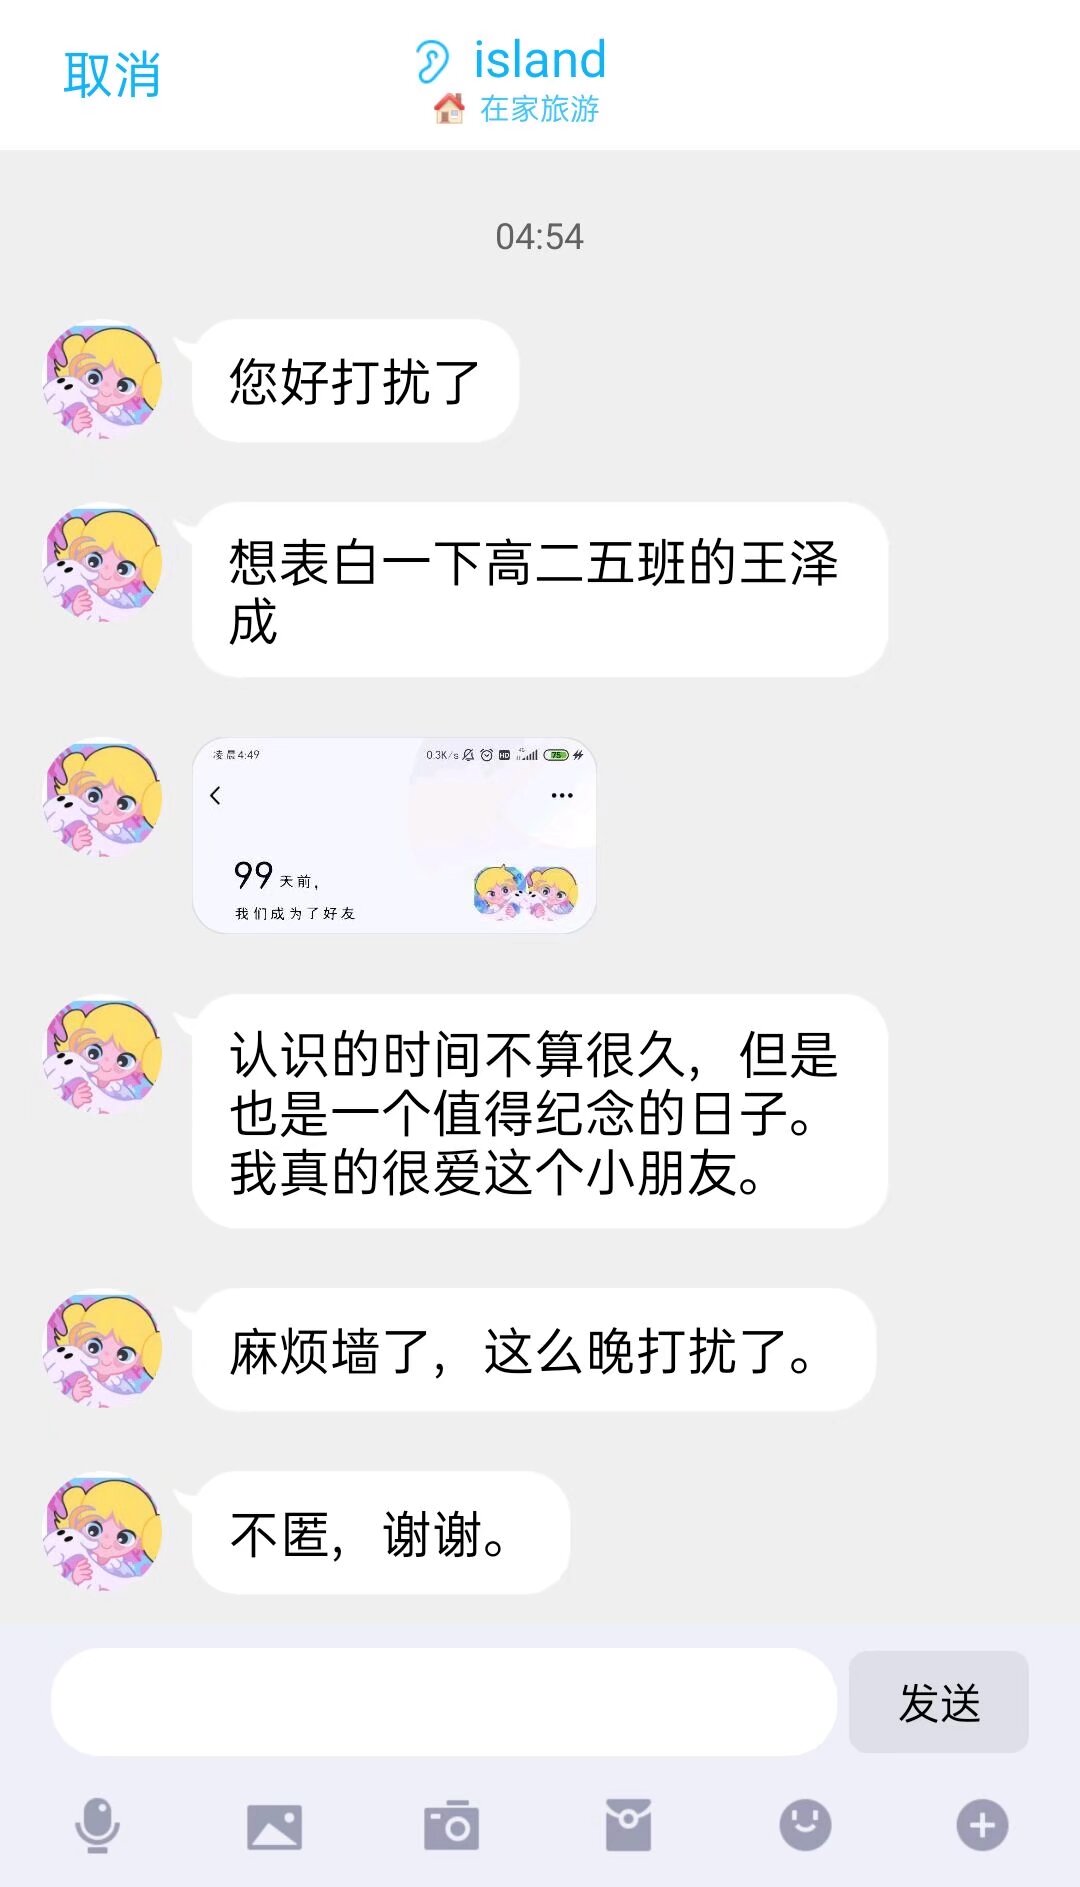 取消
island
在家旅游
04:54
您好打扰了
想表白一下高二五班的王泽
成
凌晨4:49
0.3K/s
HD
4G
75
99天前,
我们成为了好友
认识的时间不算很久，但是
也是一个值得纪念的日子。
我真的很爱这个小朋友。
麻烦墙了，这么晚打扰了。
不匿，谢谢。
发送